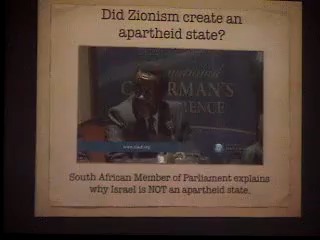 Did Zionism create an
apartheid state?
CHAIRMAN'S
South African Member of Parliament explains
why Israel is NOT an apartheid state.